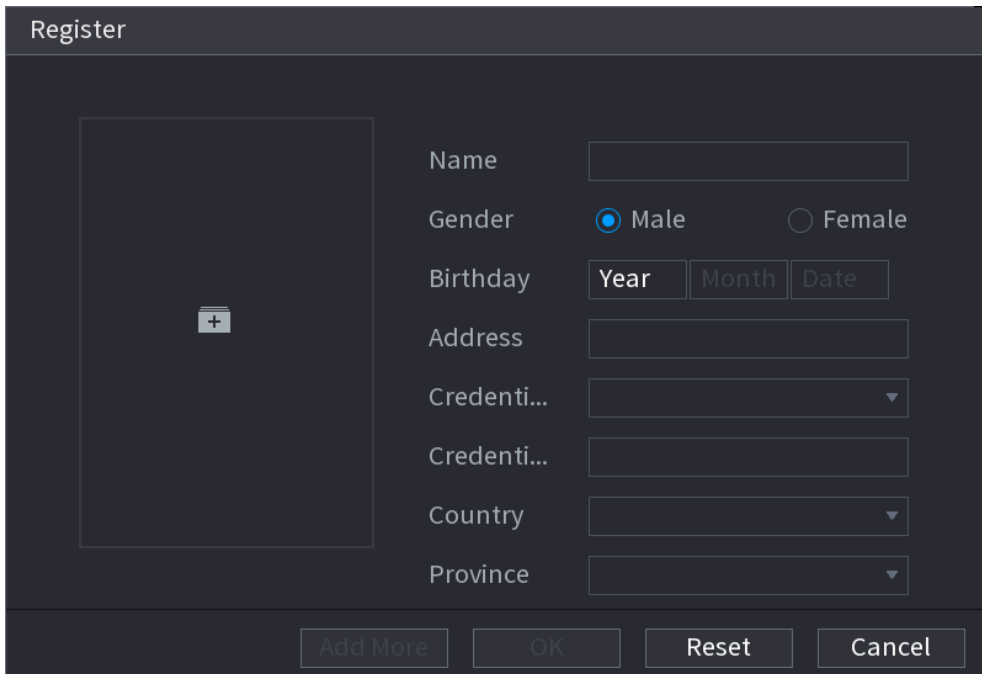 Register
Name
Gender Male Female
Birthday Year Month Date
Address
Credenti...
Credenti...
Country
Province
Add More OK Reset Cancel